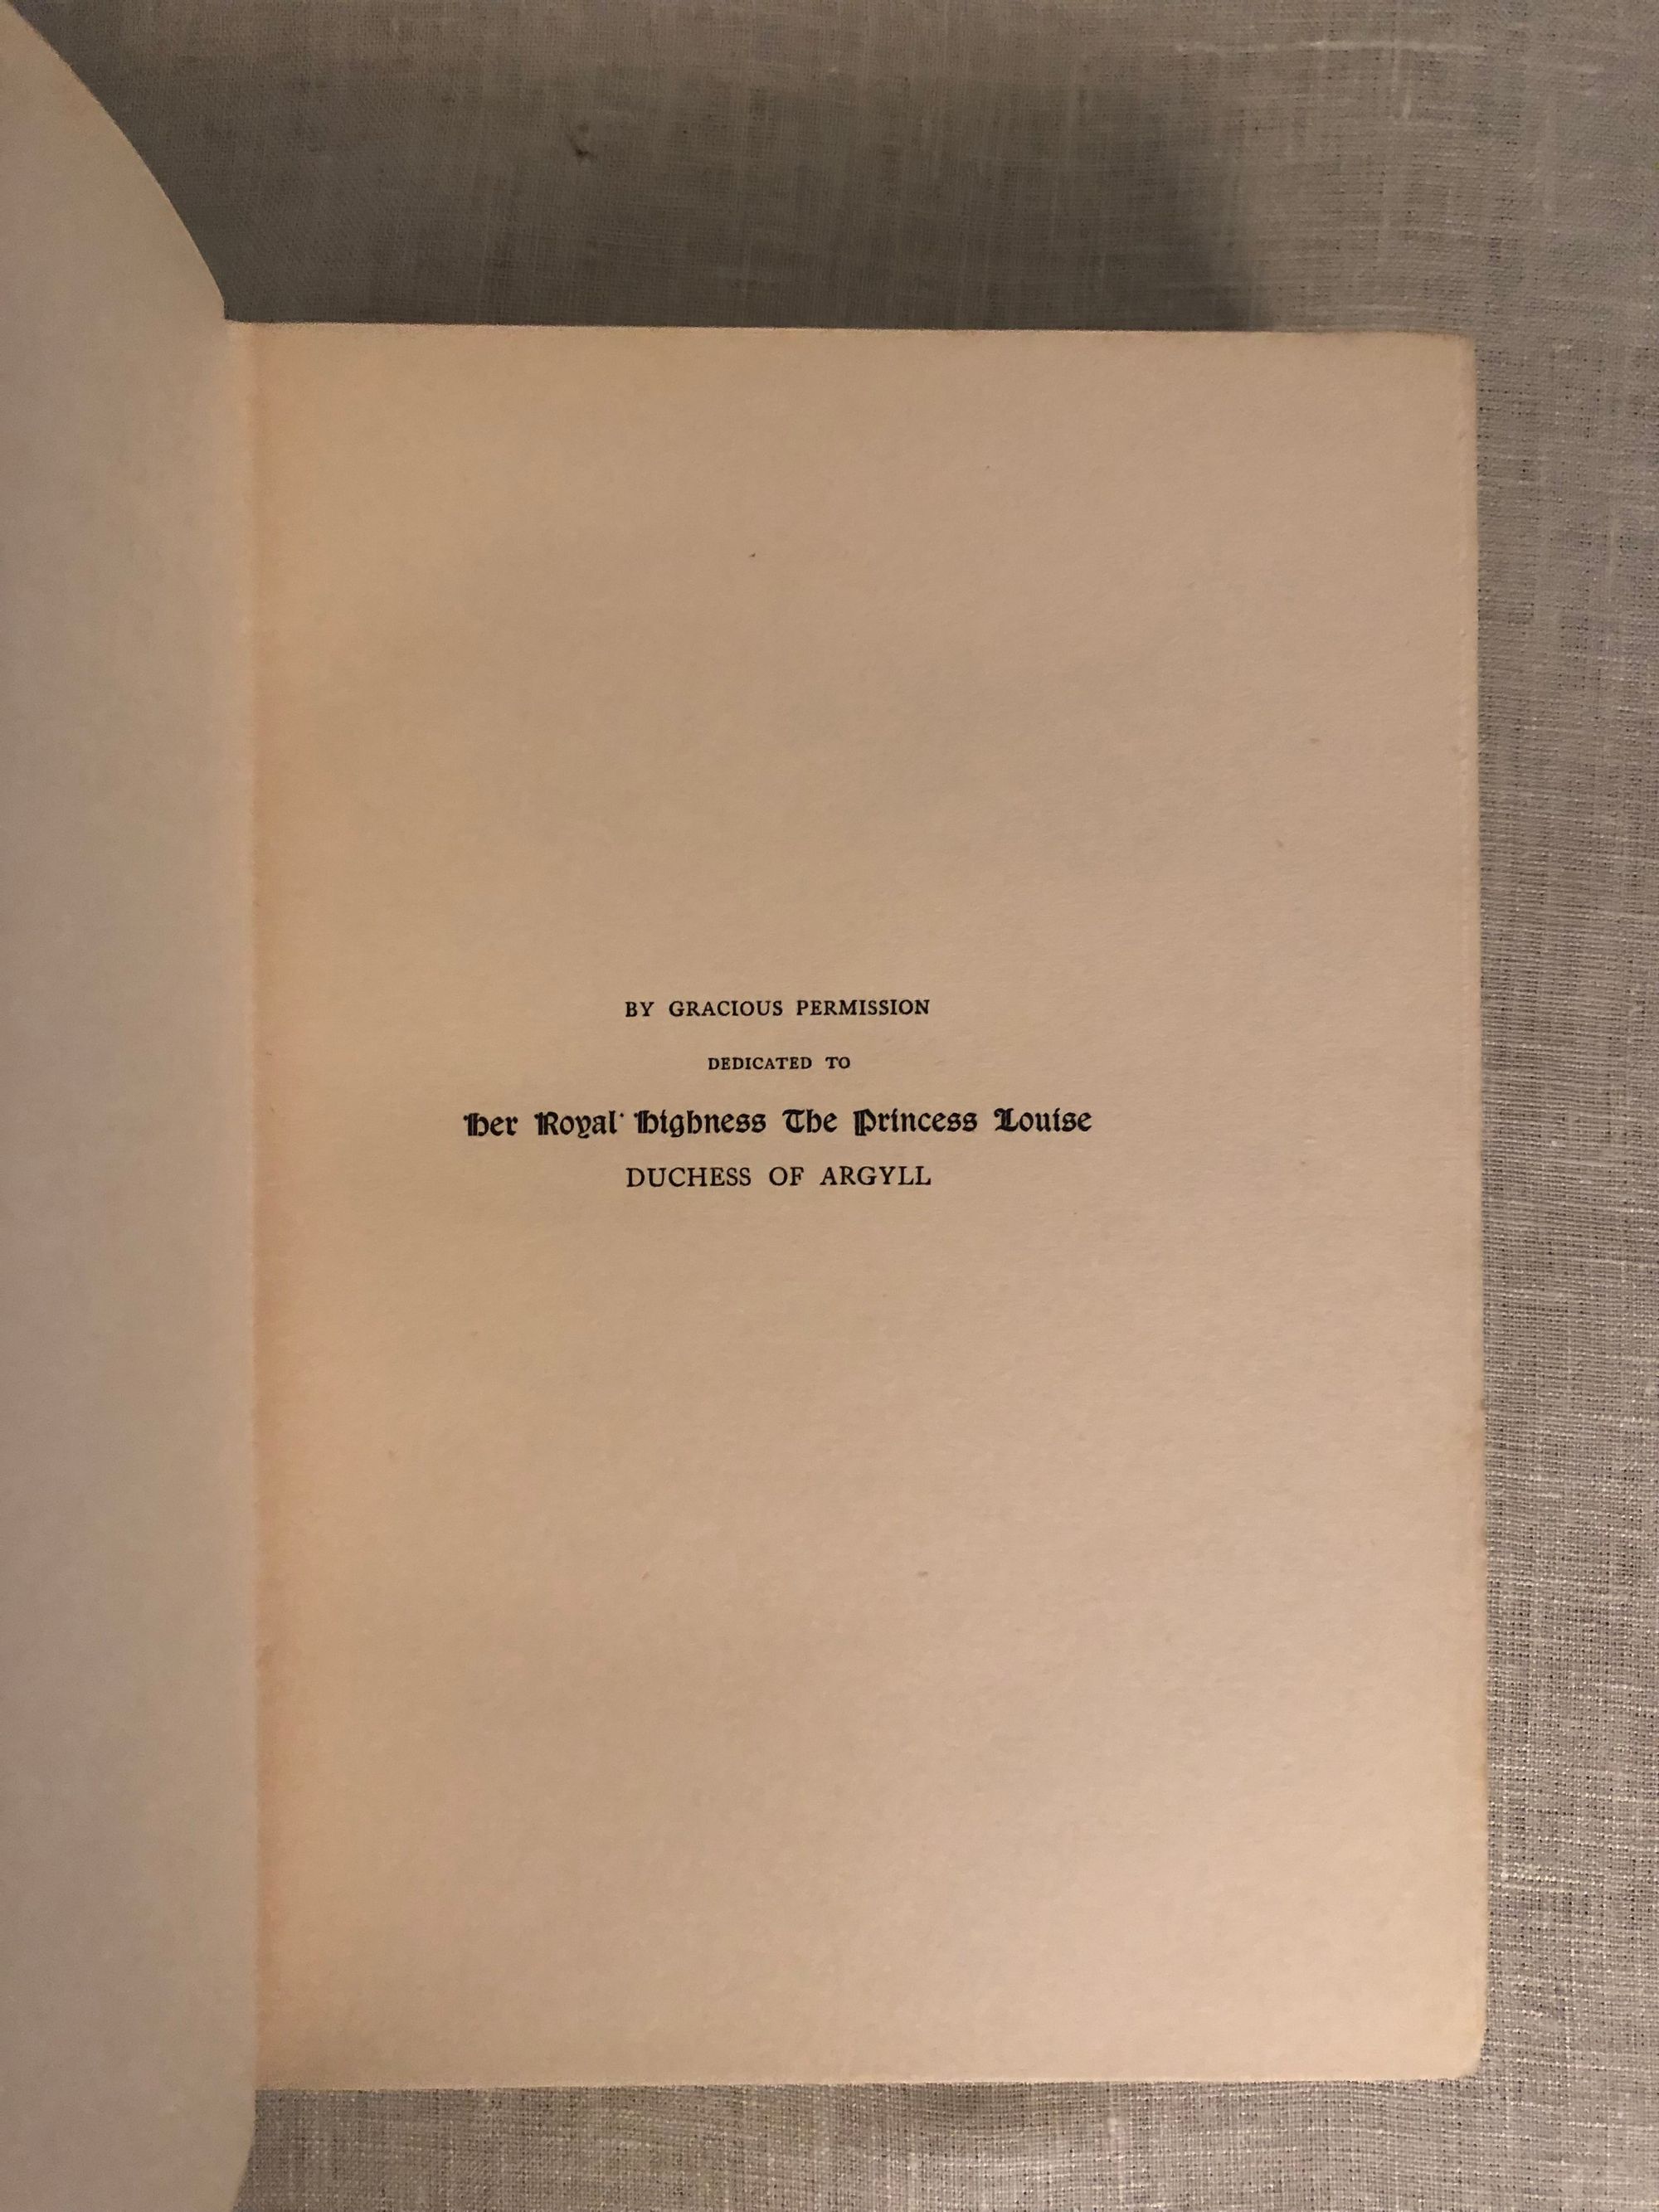 BY GRACIOUS PERMISSION
DEDICATED TO
Her Royal Highness The Princess Louise
DUCHESS OF ARGYLL